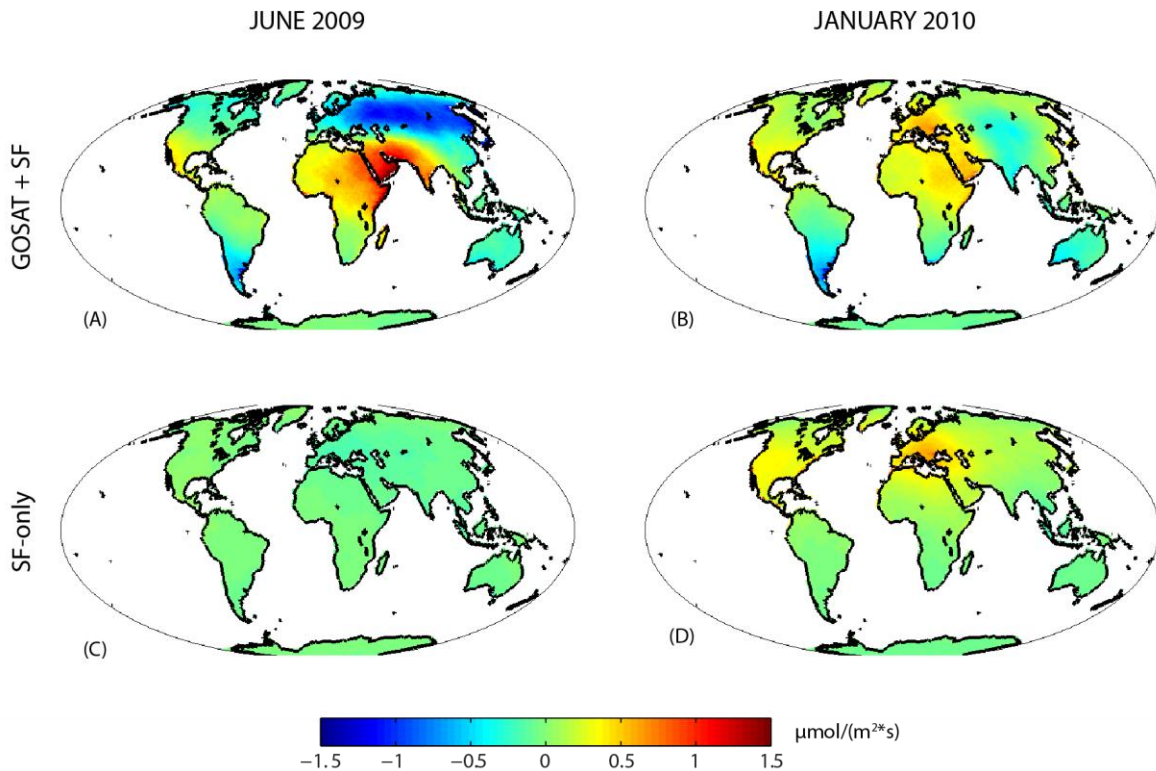 JUNE 2009
JANUARY 2010
GOSAT + SF
(A)
(B)
SF-only
(C)
(D)
−1.5 −1 −0.5 0 0.5 1 1.5
μmol/(m²*s)